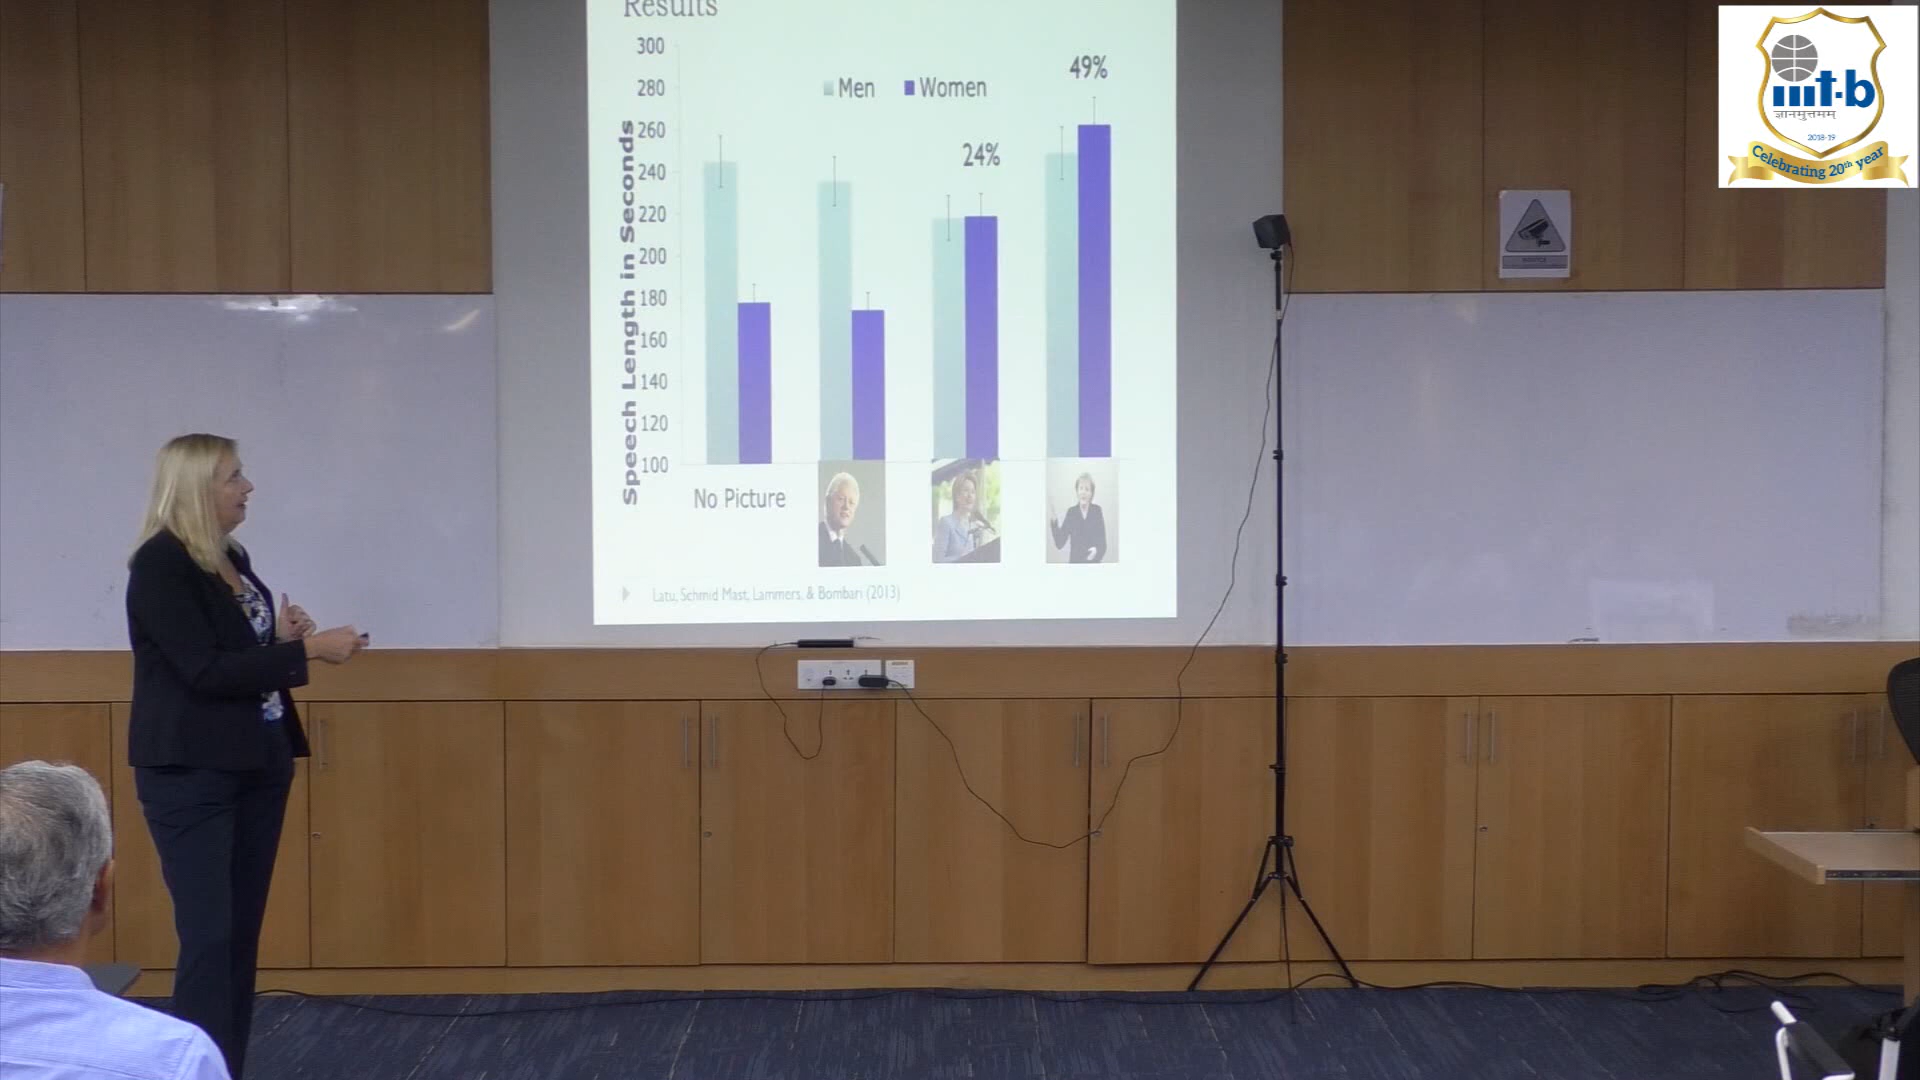 Results
300
280
260
240
220
200
180
160
140
120
100
Speech Length in Seconds
Men
Women
24%
49%
No Picture
Latu, Schmid Mast, Lammers, & Bombari (2013)
iiit-b
ज्ञानमुत्तमम्
2018-19
Celebrating 20th year